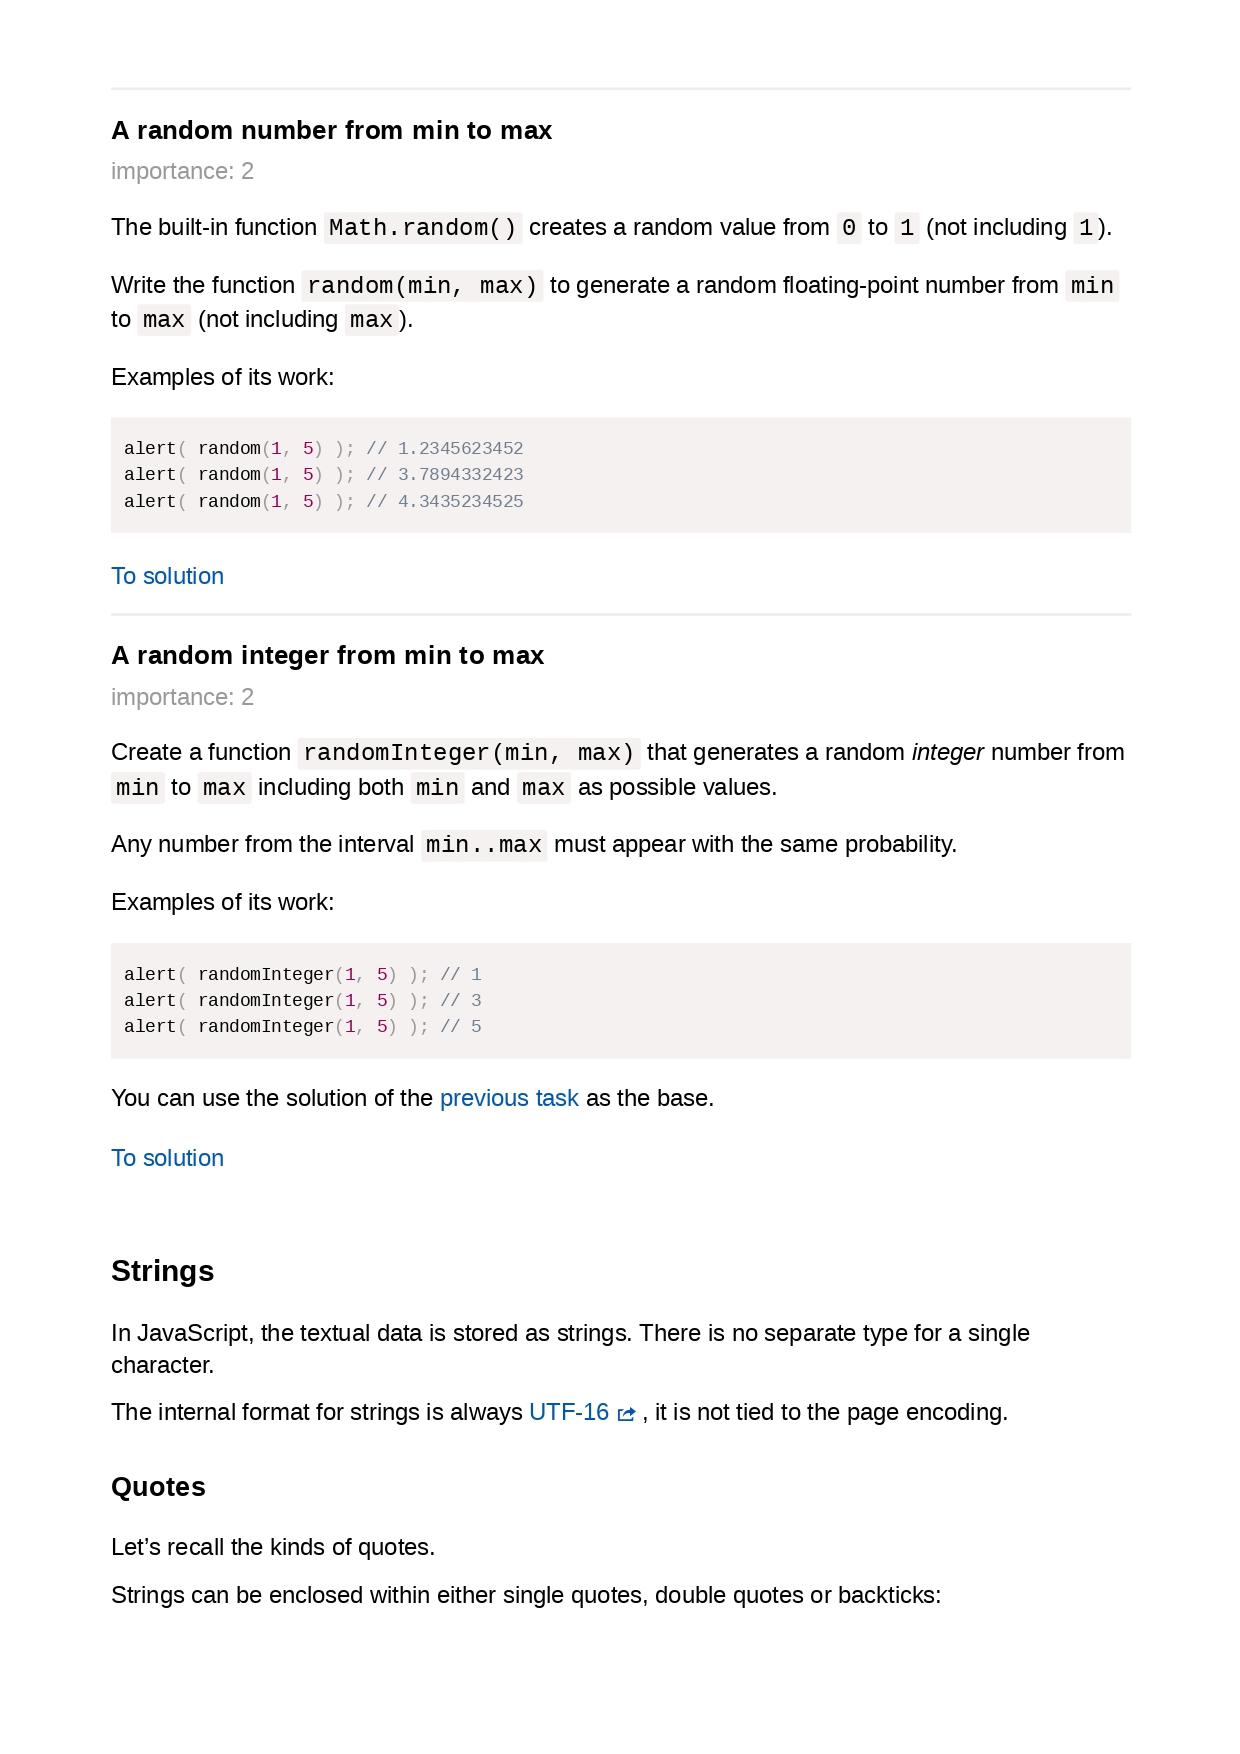 A random number from min to max
importance: 2
The built-in function Math.random() creates a random value from 0 to 1 (not including 1).
Write the function random(min, max) to generate a random floating-point number from min
to max (not including max).
Examples of its work:
alert( random(1, 5) ); // 1.2345623452
alert( random(1, 5) ); // 3.7894332423
alert( random(1, 5) ); // 4.3435234525
To solution
A random integer from min to max
importance: 2
Create a function randomInteger(min, max) that generates a random integer number from
min to max including both min and max as possible values.
Any number from the interval min..max must appear with the same probability.
Examples of its work:
alert( randomInteger(1, 5) ); // 1
alert( randomInteger(1, 5) ); // 3
alert( randomInteger(1, 5) ); // 5
You can use the solution of the previous task as the base.
To solution
Strings
In JavaScript, the textual data is stored as strings. There is no separate type for a single
character.
The internal format for strings is always UTF-16 , it is not tied to the page encoding.
Quotes
Let’s recall the kinds of quotes.
Strings can be enclosed within either single quotes, double quotes or backticks: